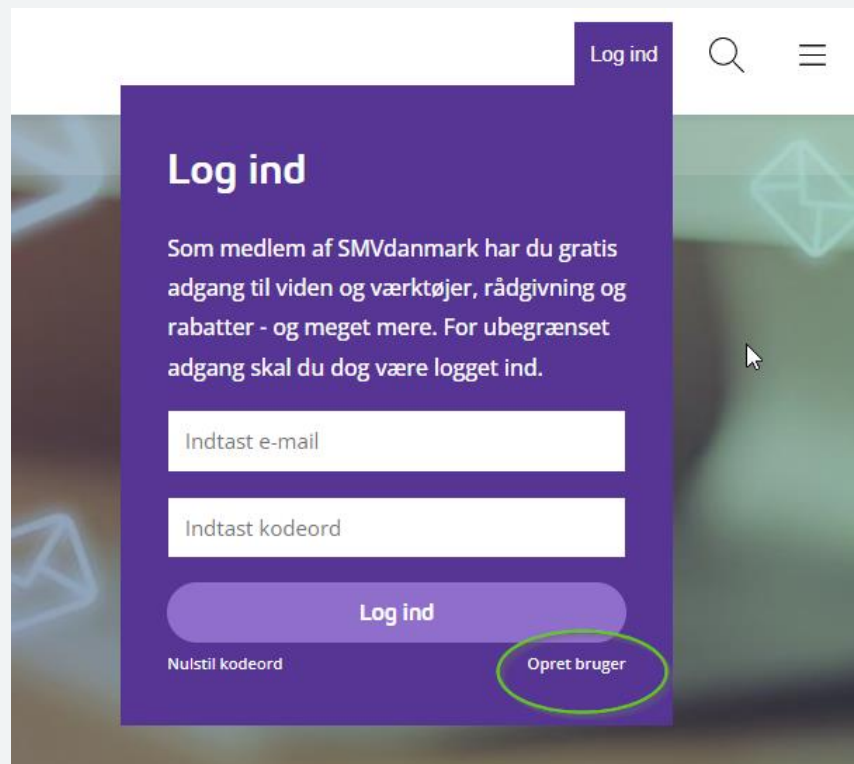 Log ind
Log ind
Som medlem af SMVdanmark har du gratis
adgang til viden og værktøjer, rådgivning og
rabatter - og meget mere. For ubegrænset
adgang skal du dog være logget ind.
Indtast e-mail
Indtast kodeord
Log ind
Nulstil kodeord
Opret bruger